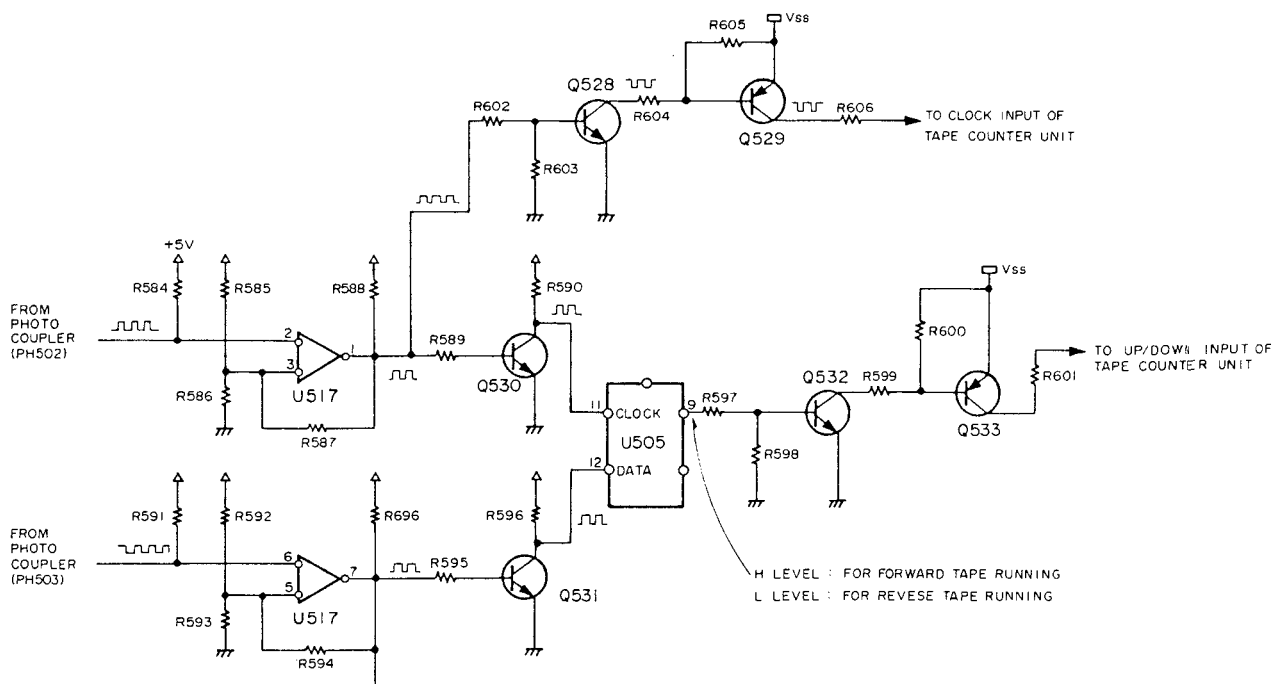 R605
Vss
Q528
R602
R604
R606
TO CLOCK INPUT OF
TAPE COUNTER UNIT
Q529
R603
+5V
R584
R585
R588
R590
Vss
FROM
PHOTO
COUPLER
(PH502)
2
1
R589
3
U517
Q530
R586
R587
R600
TO UP/DOWN INPUT OF
TAPE COUNTER UNIT
R601
Q532
R599
11
CLOCK
9
R597
U505
Q533
R598
12
DATA
R591
R592
R696
R596
FROM
PHOTO
COUPLER
(PH503)
6
7
R595
5
U517
Q531
R593
R594
H LEVEL : FOR FORWARD TAPE RUNNING
L LEVEL : FOR REVESE TAPE RUNNING